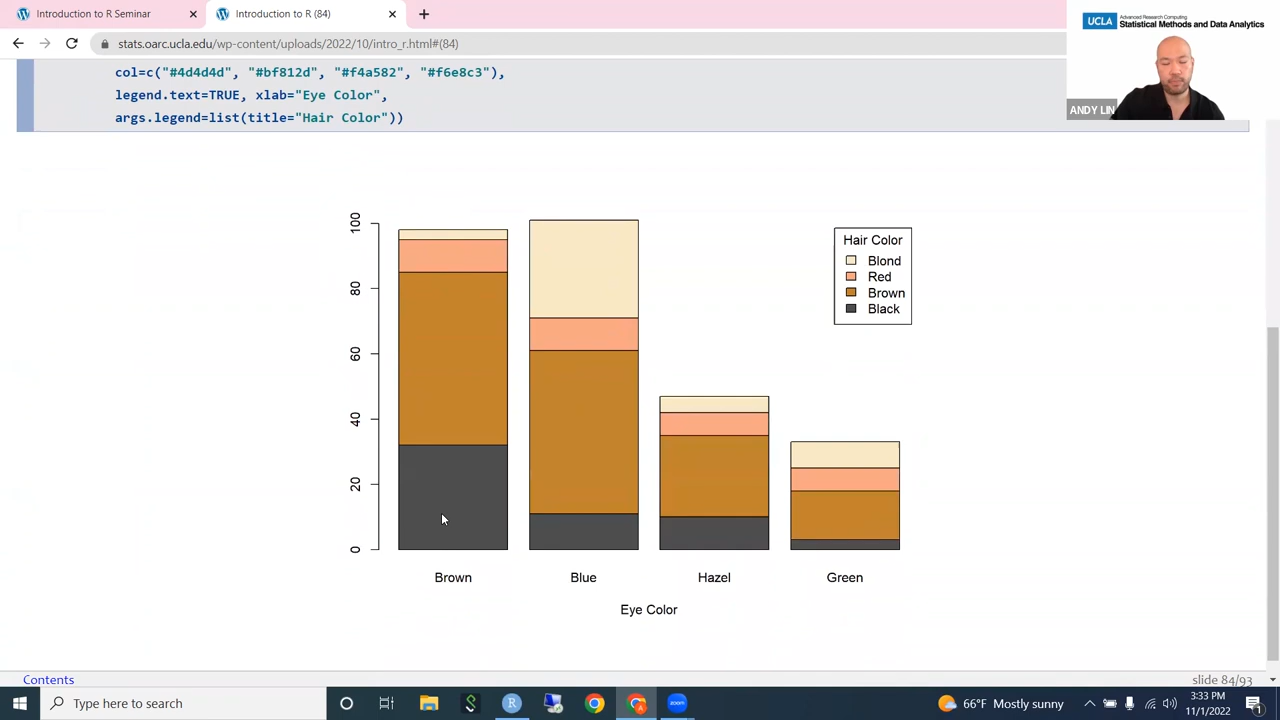 Introduction to R Seminar
Introduction to R (84)
stats.oarc.ucla.edu/wp-content/uploads/2022/10/intro_r.html#(84)
UCLA Advanced Research Computing
Statistical Methods and Data Analytics
ANDY LIN
col=c("#4d4d4d", "#bf812d", "#f4a582", "#f6e8c3"),
legend.text=TRUE, xlab="Eye Color",
args.legend=list(title="Hair Color"))
100
80
60
40
20
0
Hair Color
Blond
Red
Brown
Black
Brown
Blue
Hazel
Green
Eye Color
Contents
slide 84/93
Type here to search
R
zoom
66°F Mostly sunny
3:33 PM
11/1/2022
1